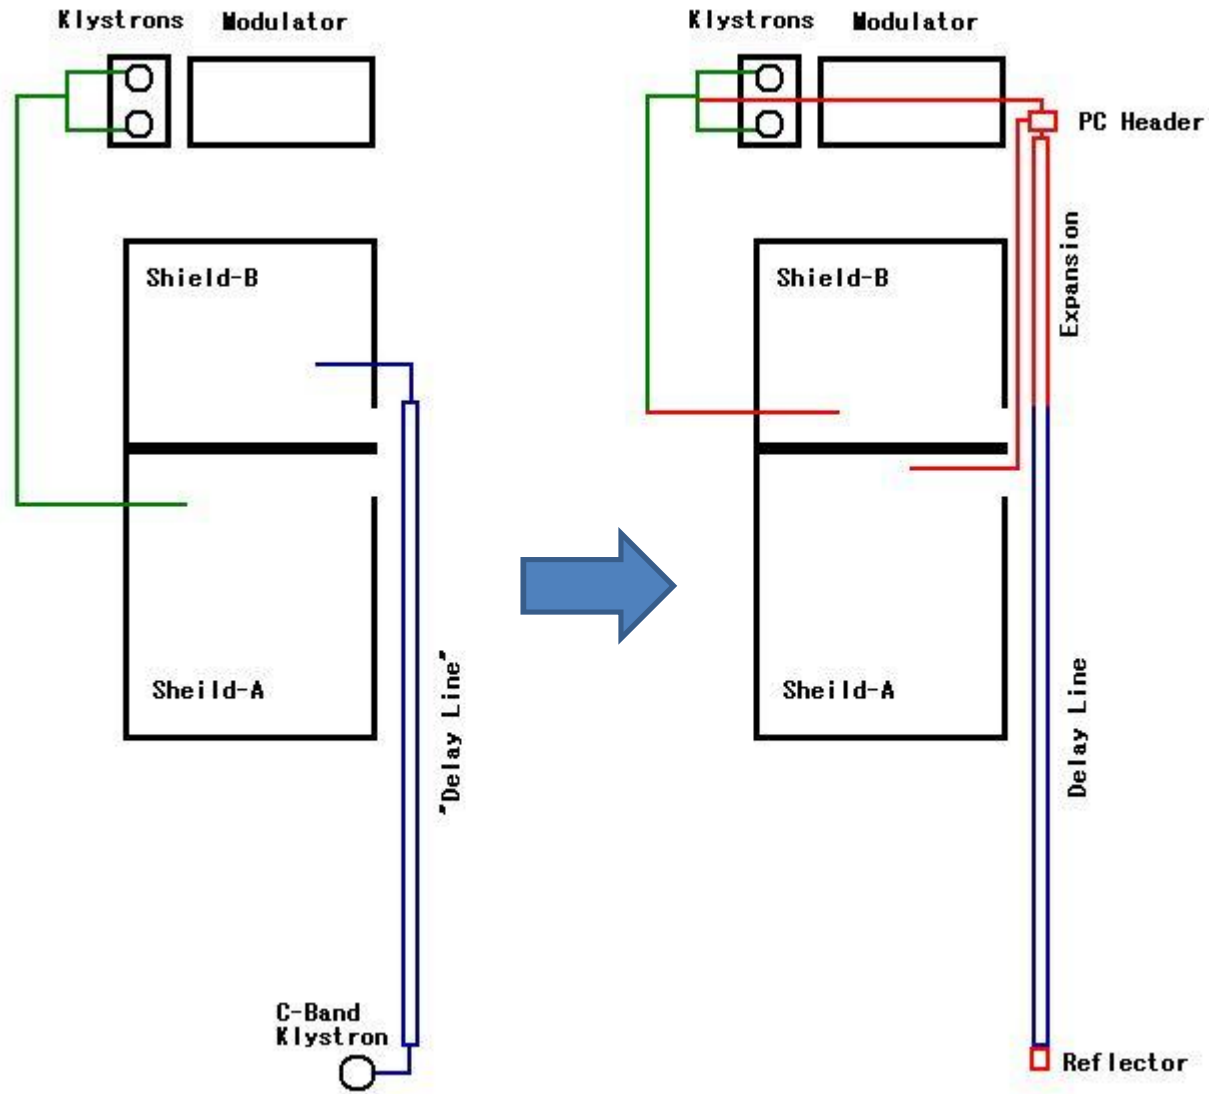 Klystrons Modulator
Shield-B
Sheild-A
"Delay Line"
C-Band
Klystron
Klystrons Modulator
PC Header
Expansion
Shield-B
Sheild-A
Delay Line
Reflector